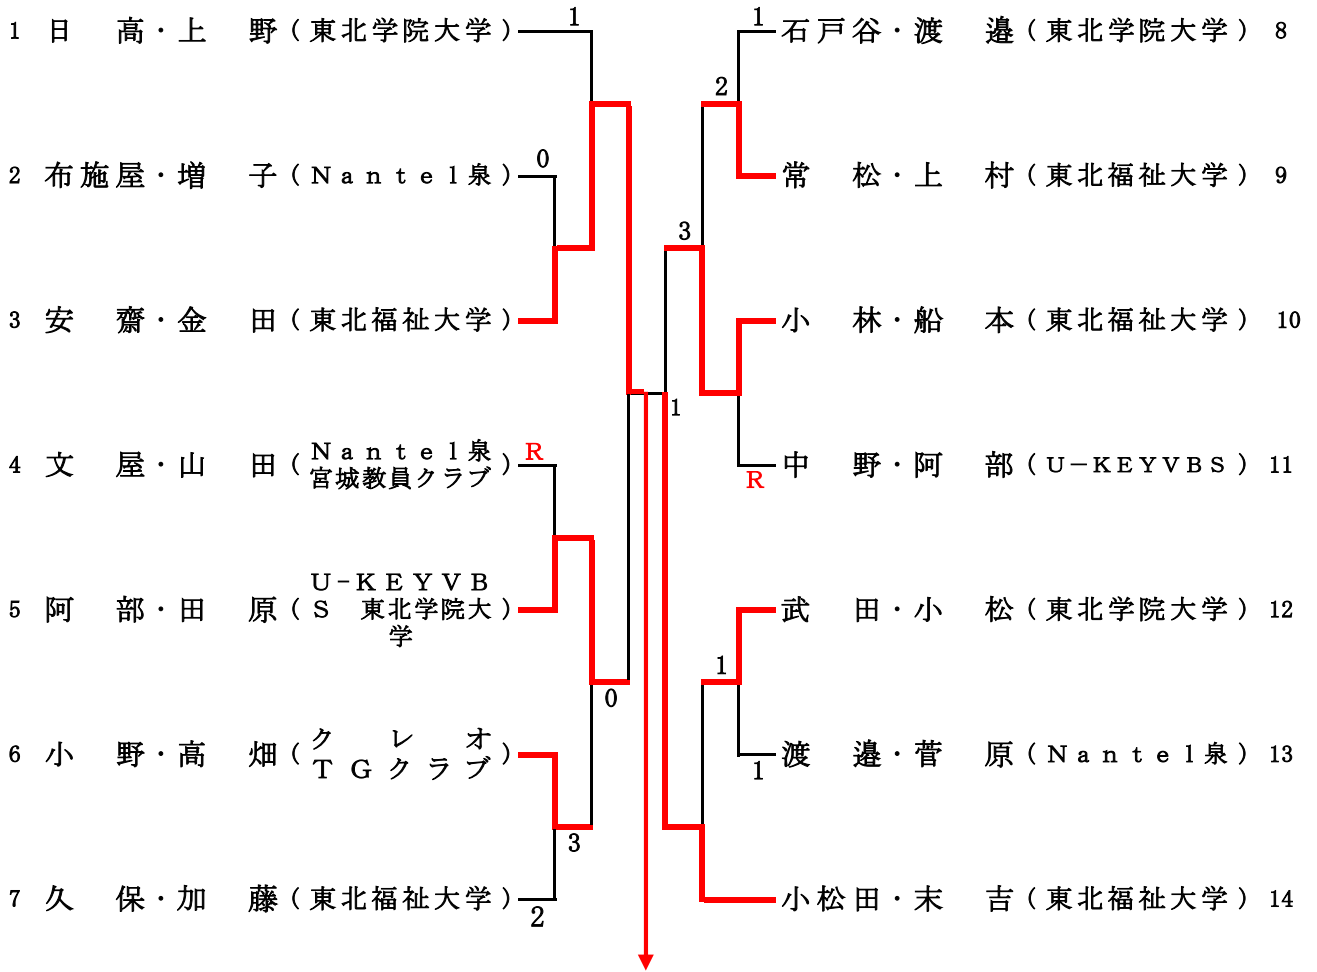 1 日 高・上 野（東北学院大学） 1
2 布施屋・増 子（Ｎａｎｔｅｌ泉） 0
3 安 齋・金 田（東北福祉大学）
4 文 屋・山 田（Ｎａｎｔｅｌ泉 宮城教員クラブ） R
5 阿 部・田 原（U-KEYVBS 東北学院大学）
0
6 小 野・高 畑（クレオ TGクラブ）
3
7 久 保・加 藤（東北福祉大学） 2
1 石戸谷・渡 邉（東北学院大学） 8
2
常 松・上 村（東北福祉大学） 9
3
小 林・船 本（東北福祉大学） 10
1
中 野・阿 部（U－KEYVBS） 11
R
武 田・小 松（東北学院大学） 12
1
渡 邉・菅 原（Ｎａｎｔｅｌ泉） 13
1
小松田・末 吉（東北福祉大学） 14